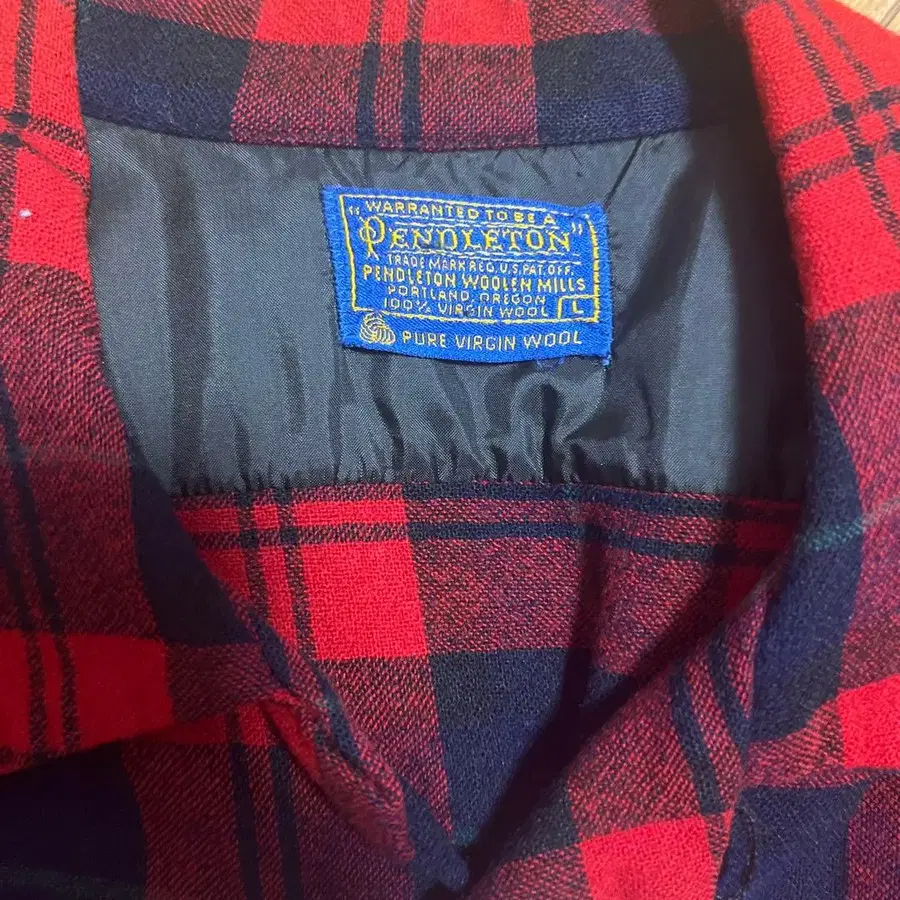 WARRANTED TO BE A
"PENDLETON"
TRADE MARK REG. U.S. PAT. OFF.
PENDLETON WOOLEN MILLS
PORTLAND, OREGON
100% VIRGIN WOOL L
PURE VIRGIN WOOL